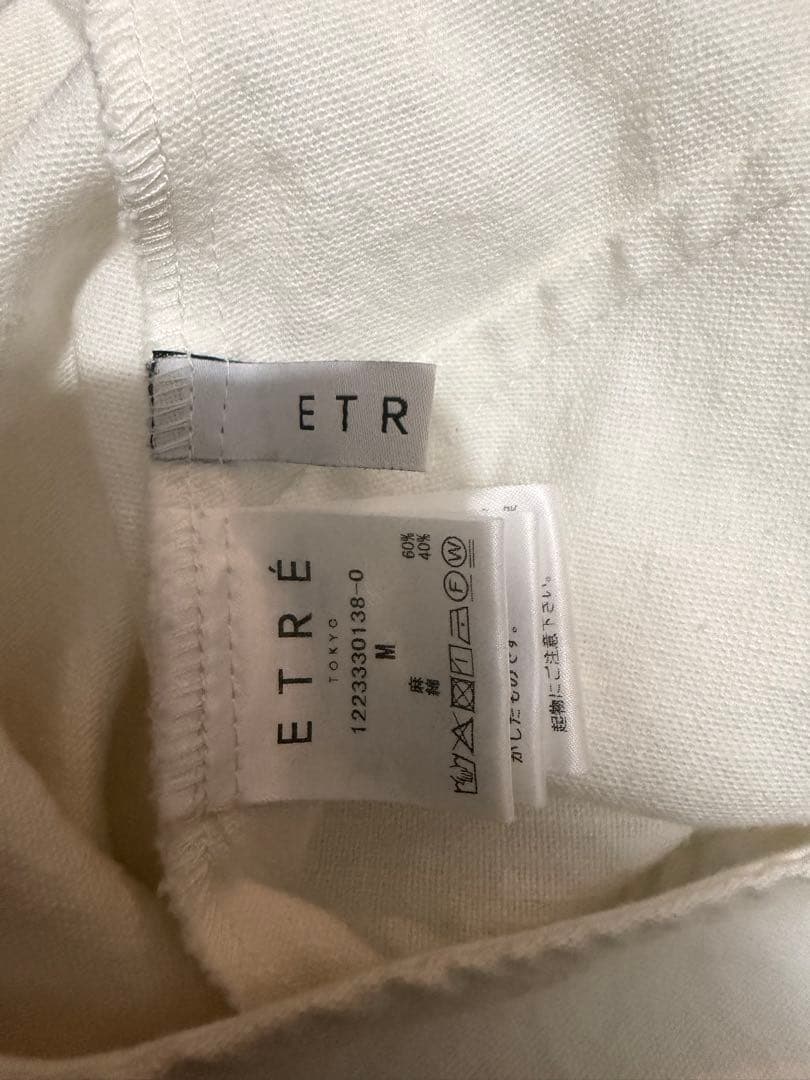 ETR
ETRÉ
TOKYO
12233330138-0
M
麻 60%
綿 40%
F W
かしたものです。
起物にご注意下さい。